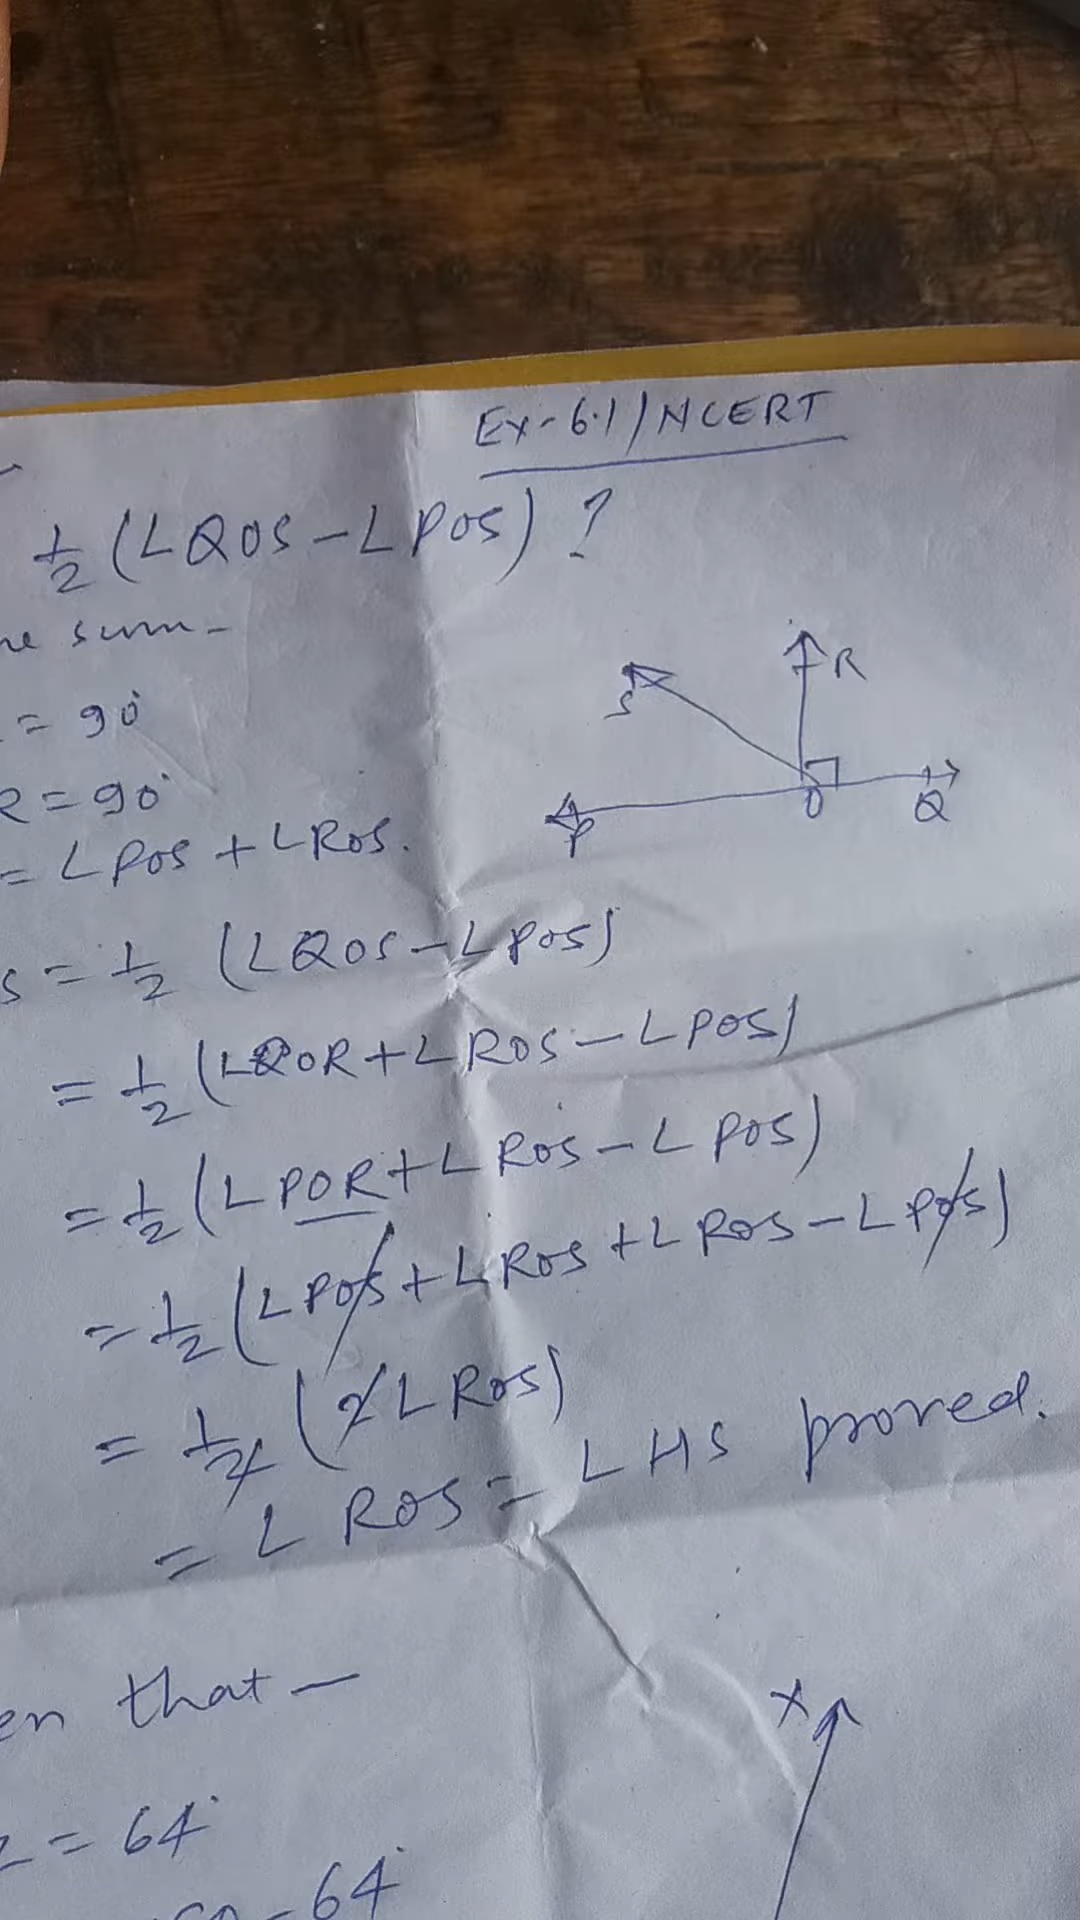 Ex-6.1/NCERT
1/2 (∠QOS-∠POS) ?
sum-
R
S
O
Q
P
= 90°
R=90°
= ∠POS + ∠ROS.
S = 1/2 (∠QOS-∠POS)
= 1/2 (∠QOR+∠ROS-∠POS)
= 1/2 (∠POR+∠ROS-∠POS)
= 1/2 (∠POS+∠ROS+∠ROS-∠POS)
= 1/2 (2∠ROS)
= ∠ROS = LHS proved.
en that -
X
= 64°
-64°